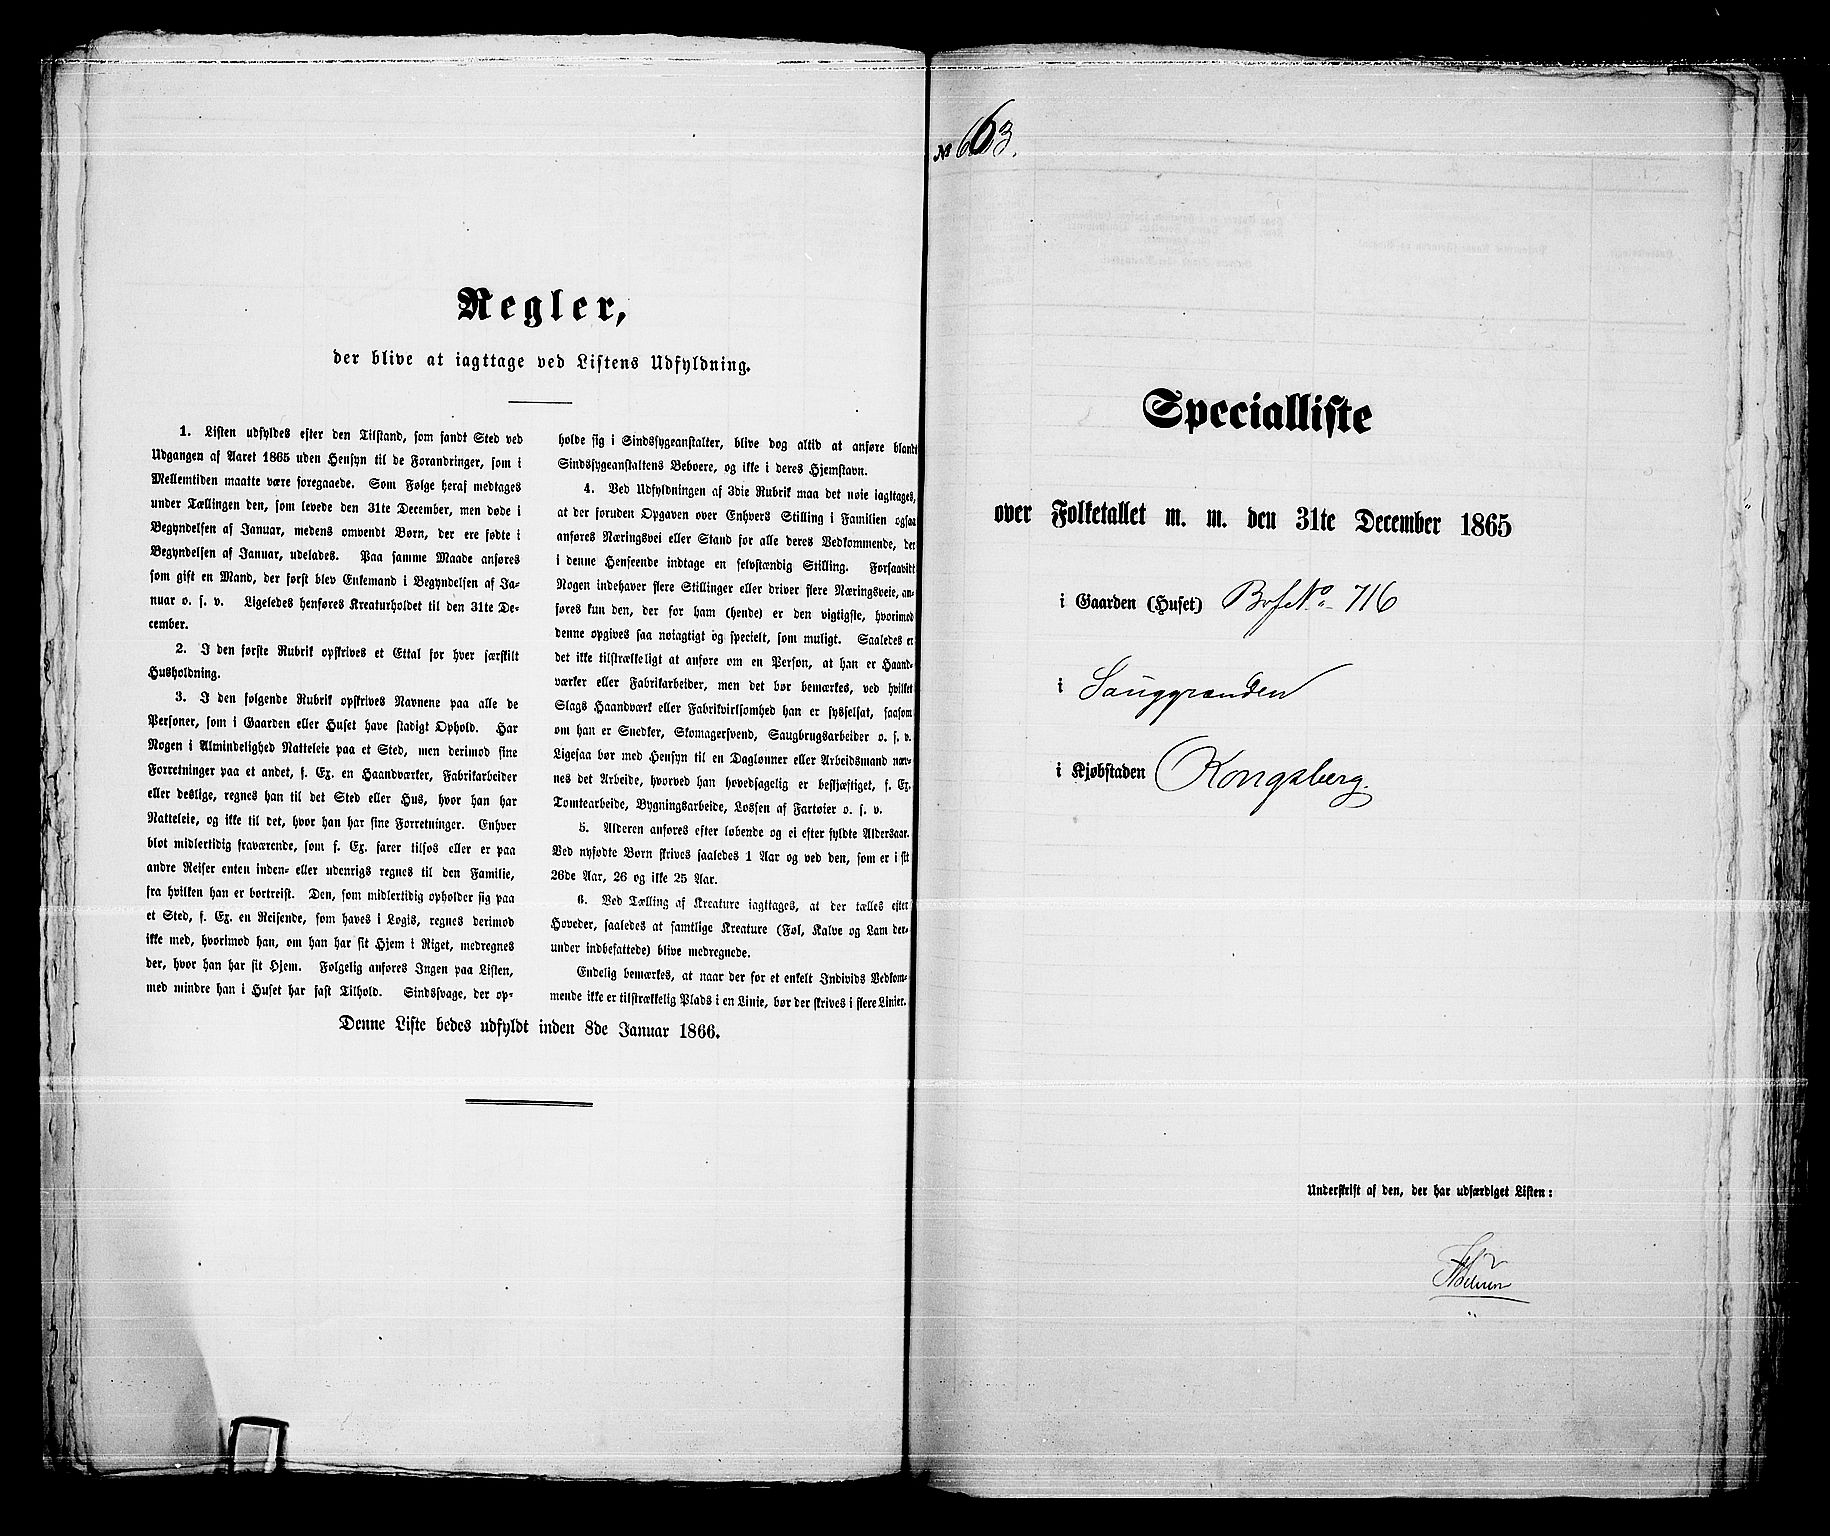 Regler,
der blive at iagttage ved Listens Udfyldning.
1. Listen udfyldes efter den Tilstand, som fandt Sted ved
Udgangen af Aaret 1865 uden Hensyn til de Forandringer, som i
Mellemtiden maatte være foregaaede. Som Følge heraf medtages
under Tællingen den, som levede den 31te December, men døde i
Begyndelsen af Januar, medens omvendt Børn, der ere fødte i
Begyndelsen af Januar, udelades. Paa samme Maade anføres
som gift en Mand, der først blev Enkemand i Begyndelsen af Ja-
nuar o. s. v. Ligeledes henføres Kreaturholdet til den 31te De-
cember.
2. I den første Rubrik opskrives et Ettal for hver særskilt
Husholdning.
3. I den følgende Rubrik opskrives Navnene paa alle de
Personer, som i Gaarden eller Huset have stadigt Ophold. Har
Nogen i Almindelighed Natteleie paa et Sted, men derimod sine
Forretninger paa et andet, f. Ex. en Haandværker, Fabrikarbeider
eller deslige, regnes han til det Sted eller Hus, hvor han har
Natteleie, og ikke til det, hvor han har sine Forretninger. Enhver
blot midlertidig fraværende, som f. Ex. farer tilsøs eller er paa
andre Reiser enten inden- eller udenrigs regnes til den Familie,
fra hvilken han er bortreist. Den, som midlertidig opholder sig paa
et Sted, f. Ex. en Reisende, som haves i Logis, regnes derimod
ikke med, hvorimod han, om han har sit Hjem i Riget, medregnes
der, hvor han har sit Hjem. Følgelig anføres Ingen paa Listen,
med mindre han i Huset har fast Tilhold. Sindssvage, der op-
holde sig i Sindssygeanstalter, blive dog altid at anføre blandt
Sindssygeanstaltens Beboere, og ikke i deres Hjemstavn.
4. Ved Udfyldningen af 3die Rubrik maa det nøie iagttages,
at der foruden Opgaven over Enhvers Stilling i Familien ogsaa
anføres Næringsvei eller Stand for alle deres Vedkommende, der
i denne Henseende indtage en selvstændig Stilling. Forsaavidt
Nogen indehaver flere Stillinger eller driver flere Næringsveie, an-
føres kun den, der for ham (hende) er den vigtigste, hvorimod
denne opgives saa nøiagtigt og specielt, som muligt. Saaledes er
det ikke tilstrækkeligt at anføre om en Person, at han er Haand-
værker eller Fabrikarbeider, men det bør bemærkes, ved hvilket
Slags Haandværk eller Fabrikvirksomhed han er sysselsat, saasom
om han er Snedker, Skomagersvend, Saugbrugsarbeider o. s. v.
Ligesaa bør med Hensyn til en Daglønner eller Arbeidsmand næv-
nes det Arbeide, hvorved han hovedsagelig er beskjæftiget, f. Ex.
Tomtearbeide, Bygningsarbeide, Lossen af Fartøier o. s. v.
5. Alderen anføres efter løbende og ei efter fyldte Aldersaar.
Ved nyfødte Børn skrives saaledes 1 Aar og ved den, som er i sit
26de Aar, 26 og ikke 25 Aar.
6. Ved Tælling af Kreature iagttages, at der tælles efter
Hoveder, saaledes at samtlige Kreature (Føl, Kalve og Lam der-
under indbefattede) blive medregnede.
Endelig bemærkes, at naar der for et enkelt Individs Vedkom-
mende ikke er tilstrækkelig Plads i en Linie, bør der skrives i flere Linier.
Denne Liste bedes udfyldt inden 8de Januar 1866.
№ 663.
Specialliste
over Folketallet m. m. den 31te December 1865
i Gaarden (Huset) Bofs No 716
i Sauggranden
i Kjøbstaden Kongsberg.
Underskrift af den, der har udfærdiget Listen: